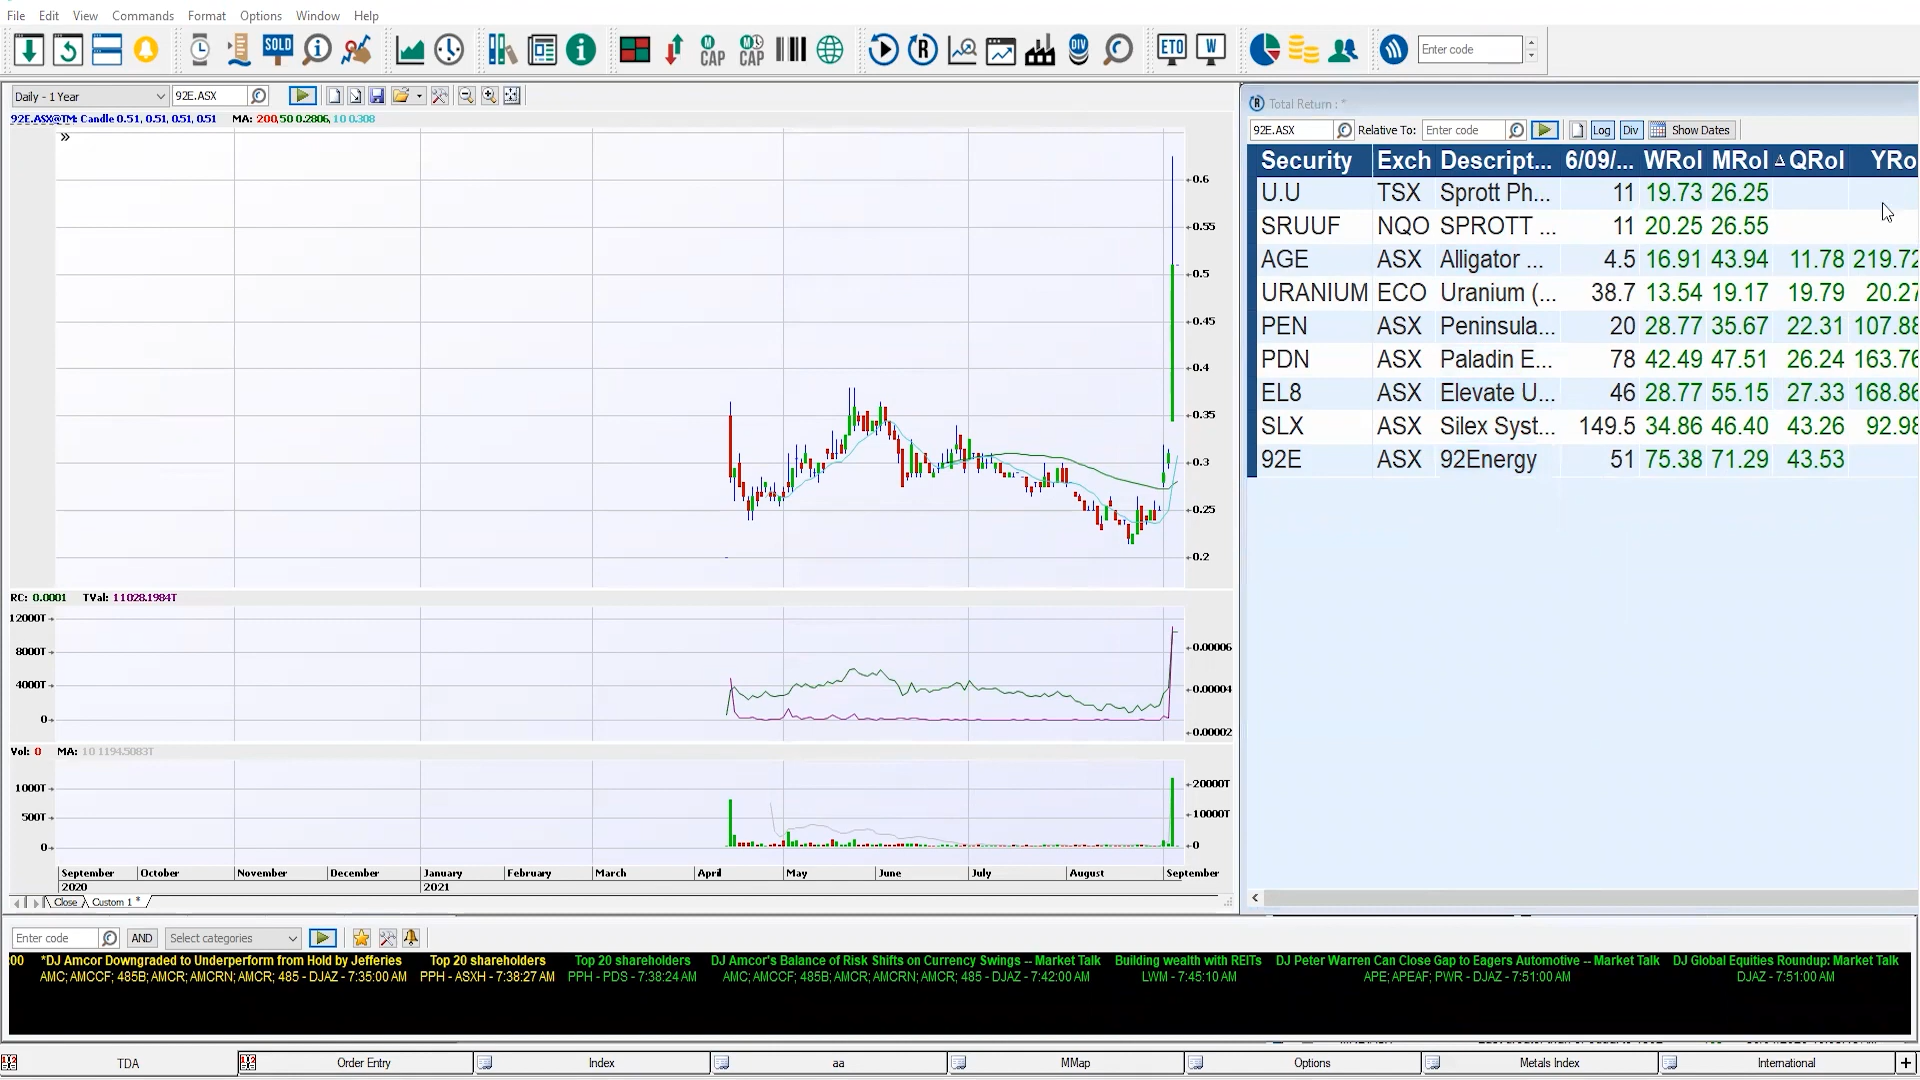 File Edit View Commands Format Options Window Help
SOLD M CAP M CAP R DIV ETO W Enter code
Daily - 1 Year 92E.ASX
92E.ASX@TM: Candle 0.51, 0.51, 0.51, 0.51 MA: 200,50 0.2806, 10 0.308
»
0.6
0.55
0.5
0.45
0.4
0.35
0.3
0.25
0.2
RC: 0.0001 TVal: 11028.1984T
12000T
8000T
4000T
0
0.00006
0.00004
0.00002
Vol: 0 MA: 10 1194.5083T
1000T
500T
0
20000T
10000T
0
September October November December January February March April May June July August September
2020 2021
Close Custom 1 *
Total Return : *
92E.ASX Relative To: Enter code Log Div Show Dates
Security Exch Descript... 6/09/... WRoI MRoI QRoI YRo
U.U TSX Sprott Ph... 11 19.73 26.25
SRUUF NQO SPROTT ... 11 20.25 26.55
AGE ASX Alligator ... 4.5 16.91 43.94 11.78 219.72
URANIUM ECO Uranium (... 38.7 13.54 19.17 19.79 20.27
PEN ASX Peninsula... 20 28.77 35.67 22.31 107.88
PDN ASX Paladin E... 78 42.49 47.51 26.24 163.76
EL8 ASX Elevate U... 46 28.77 55.15 27.33 168.86
SLX ASX Silex Syst... 149.5 34.86 46.40 43.26 92.98
92E ASX 92Energy 51 75.38 71.29 43.53
Enter code AND Select categories
:00 *DJ Amcor Downgraded to Underperform from Hold by Jefferies Top 20 shareholders Top 20 shareholders DJ Amcor's Balance of Risk Shifts on Currency Swings -- Market Talk Building wealth with REITs DJ Peter Warren Can Close Gap to Eagers Automotive -- Market Talk DJ Global Equities Roundup: Market Talk
AMC; AMCCF; 485B; AMCR; AMCRN; AMCR; 485 - DJAZ - 7:35:00 AM PPH - ASXH - 7:38:27 AM PPH - PDS - 7:38:24 AM AMC; AMCCF; 485B; AMCR; AMCRN; AMCR; 485 - DJAZ - 7:42:00 AM LWM - 7:45:10 AM APE; APEAF; PWR - DJAZ - 7:51:00 AM DJAZ - 7:51:00 AM
TDA Order Entry Index aa MMap Options Metals Index International +